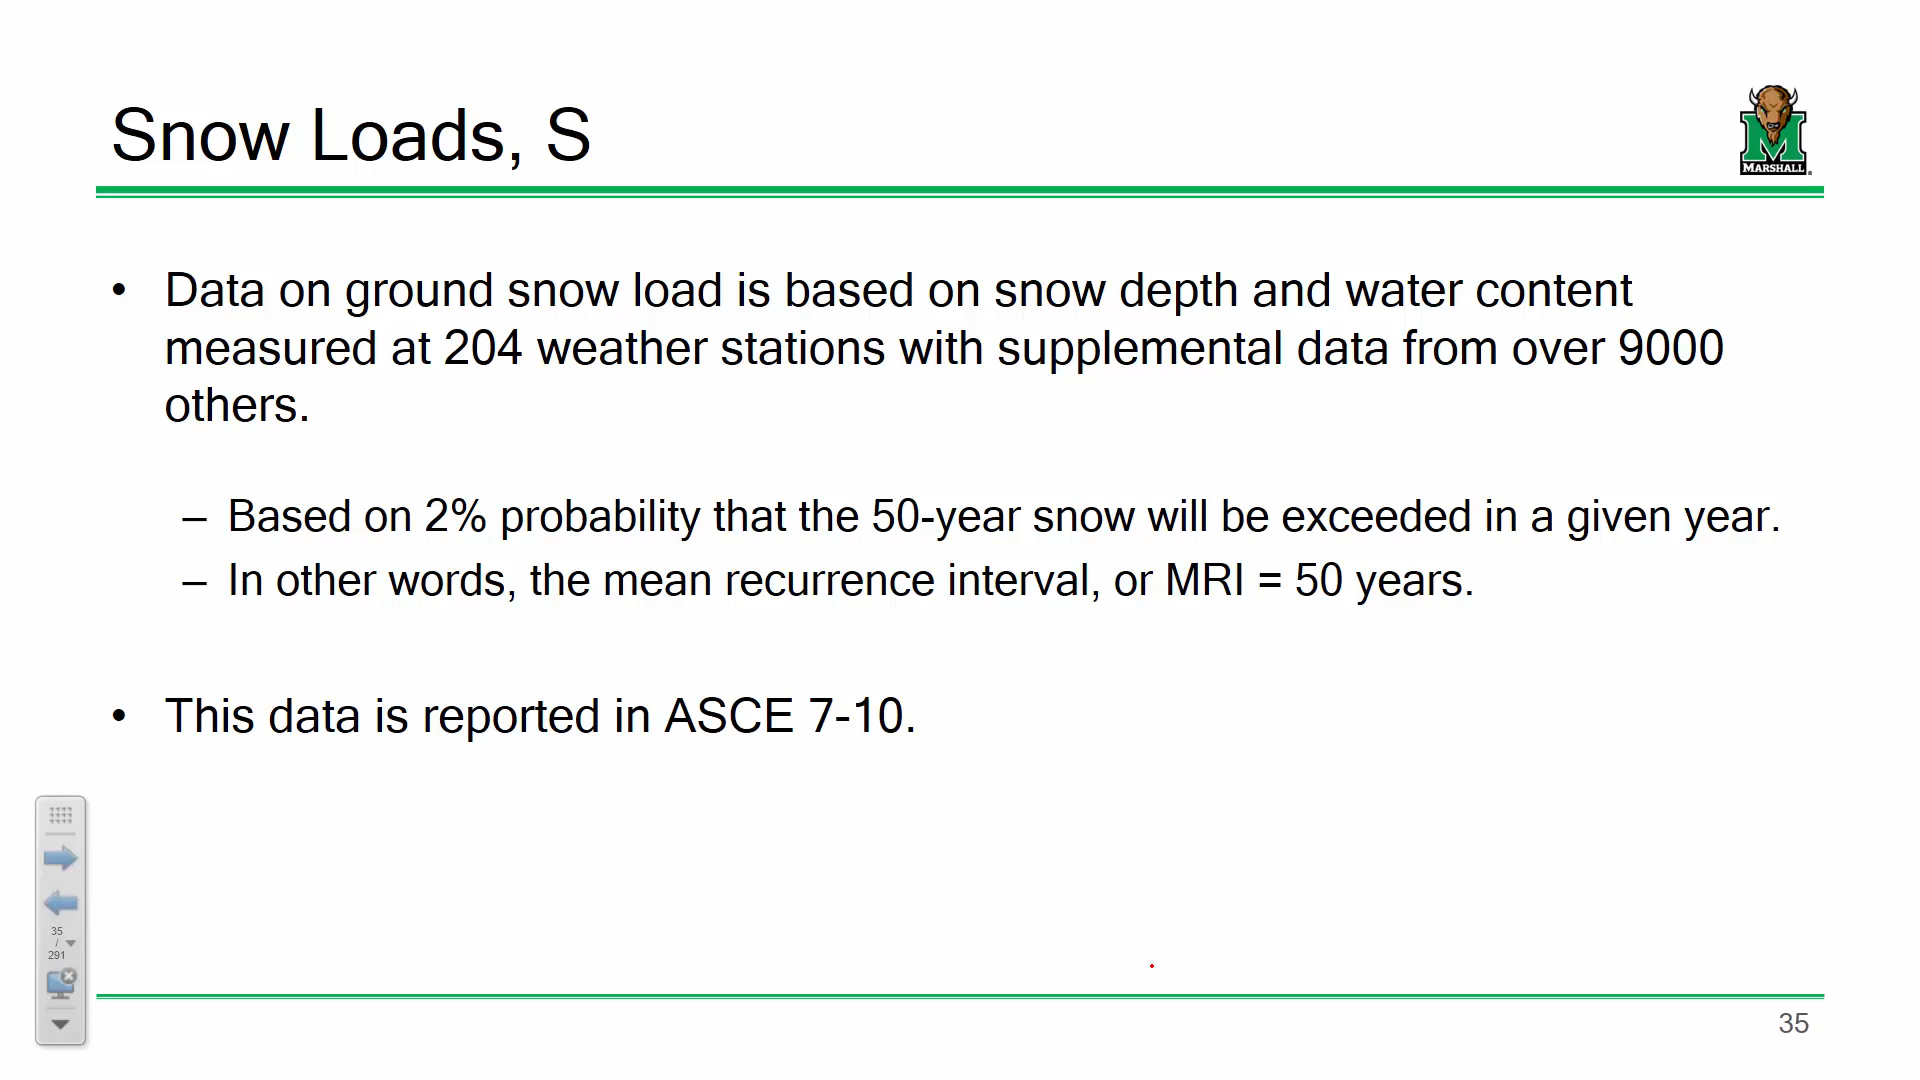 Snow Loads, S
MARSHALL
• Data on ground snow load is based on snow depth and water content
measured at 204 weather stations with supplemental data from over 9000
others.
– Based on 2% probability that the 50-year snow will be exceeded in a given year.
– In other words, the mean recurrence interval, or MRI = 50 years.
• This data is reported in ASCE 7-10.
35
/
291
35